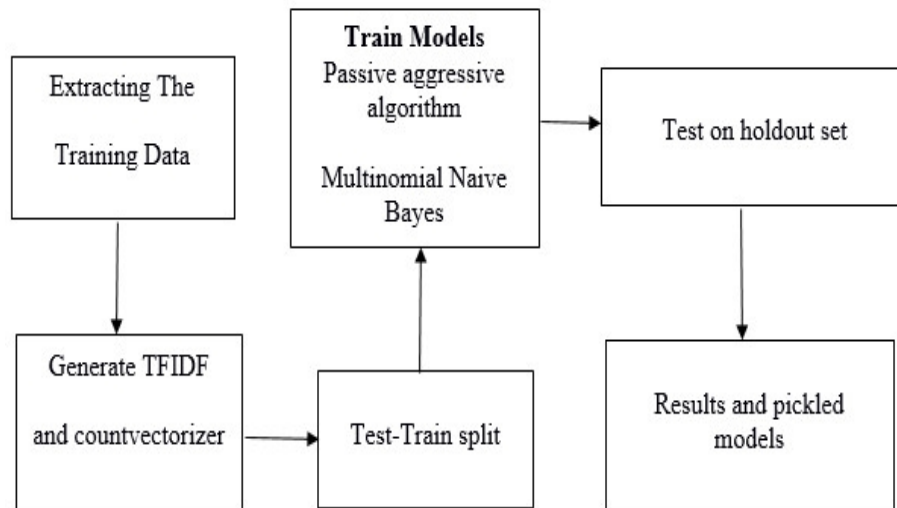 Extracting The
Training Data
Generate TFIDF
and countvectorizer
Test-Train split
Train Models
Passive aggressive
algorithm
Multinomial Naive
Bayes
Test on holdout set
Results and pickled
models